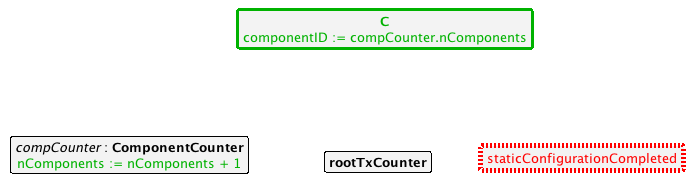 C
componentID := compCounter.nComponents
compCounter : ComponentCounter
nComponents := nComponents + 1
rootTxCounter
staticConfigurationCompleted